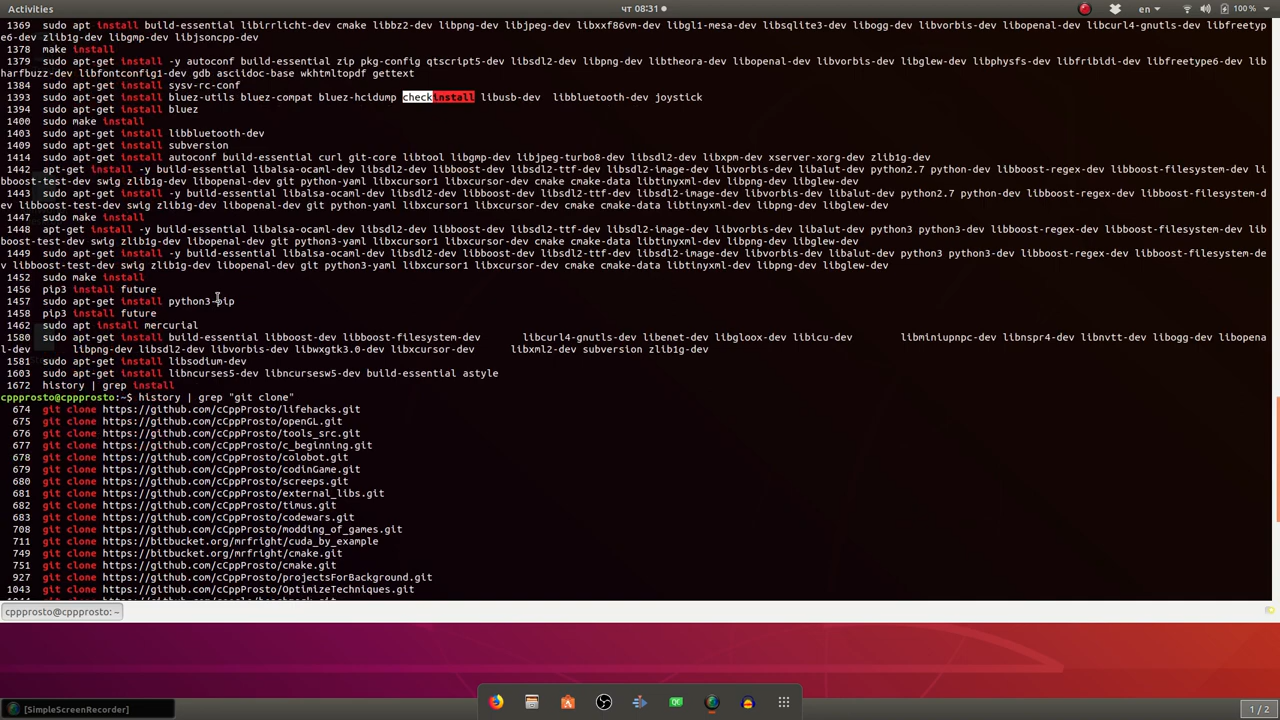 Activities
чт 08:31
en
100 %
1369 sudo apt install build-essential libirrlicht-dev cmake libbz2-dev libpng-dev libjpeg-dev libxxf86vm-dev libgl1-mesa-dev libsqlite3-dev libogg-dev libvorbis-dev libopenal-dev libcurl4-gnutls-dev libfreetyp
e6-dev zlib1g-dev libgmp-dev libjsoncpp-dev
1378 make install
1379 sudo apt-get install -y autoconf build-essential zip pkg-config qtscript5-dev libsdl2-dev libpng-dev libtheora-dev libopenal-dev libvorbis-dev libglew-dev libphysfs-dev libfribidi-dev libfreetype6-dev lib
harfbuzz-dev libfontconfig1-dev gdb asciidoc-base wkhtmltopdf gettext
1384 sudo apt-get install sysv-rc-conf
1393 sudo apt-get install bluez-utils bluez-compat bluez-hcidump checkinstall libusb-dev libbluetooth-dev joystick
1394 sudo apt-get install bluez
1400 sudo make install
1403 sudo apt-get install libbluetooth-dev
1409 sudo apt-get install subversion
1414 sudo apt-get install autoconf build-essential curl git-core libtool libgmp-dev libjpeg-turbo8-dev libsdl2-dev libxpm-dev xserver-xorg-dev zlib1g-dev
1442 apt-get install -y build-essential libalsa-ocaml-dev libsdl2-dev libboost-dev libsdl2-ttf-dev libsdl2-image-dev libvorbis-dev libalut-dev python2.7 python-dev libboost-regex-dev libboost-filesystem-dev li
bboost-test-dev swig zlib1g-dev libopenal-dev git python-yaml libxcursor1 libxcursor-dev cmake cmake-data libtinyxml-dev libpng-dev libglew-dev
1443 sudo apt-get install -y build-essential libalsa-ocaml-dev libsdl2-dev libboost-dev libsdl2-ttf-dev libsdl2-image-dev libvorbis-dev libalut-dev python2.7 python-dev libboost-regex-dev libboost-filesystem-d
ev libboost-test-dev swig zlib1g-dev libopenal-dev git python-yaml libxcursor1 libxcursor-dev cmake cmake-data libtinyxml-dev libpng-dev libglew-dev
1447 sudo make install
1448 apt-get install -y build-essential libalsa-ocaml-dev libsdl2-dev libboost-dev libsdl2-ttf-dev libsdl2-image-dev libvorbis-dev libalut-dev python3 python3-dev libboost-regex-dev libboost-filesystem-dev lib
boost-test-dev swig zlib1g-dev libopenal-dev git python3-yaml libxcursor1 libxcursor-dev cmake cmake-data libtinyxml-dev libpng-dev libglew-dev
1449 sudo apt-get install -y build-essential libalsa-ocaml-dev libsdl2-dev libboost-dev libsdl2-ttf-dev libsdl2-image-dev libvorbis-dev libalut-dev python3 python3-dev libboost-regex-dev libboost-filesystem-de
v libboost-test-dev swig zlib1g-dev libopenal-dev git python3-yaml libxcursor1 libxcursor-dev cmake cmake-data libtinyxml-dev libpng-dev libglew-dev
1452 sudo make install
1456 pip3 install future
1457 sudo apt-get install python3-pip
1458 pip3 install future
1462 sudo apt install mercurial
1580 sudo apt-get install build-essential libboost-dev libboost-filesystem-dev libcurl4-gnutls-dev libenet-dev libgloox-dev libicu-dev libminiupnpc-dev libnspr4-dev libnvtt-dev libogg-dev libopena
l-dev libpng-dev libsdl2-dev libvorbis-dev libwxgtk3.0-dev libxcursor-dev libxml2-dev subversion zlib1g-dev
1581 sudo apt-get install libsodium-dev
1603 sudo apt-get install libncurses5-dev libncursesw5-dev build-essential astyle
1672 history | grep install
cppprosto@cppprosto:~$ history | grep "git clone"
674 git clone https://github.com/cCppProsto/lifehacks.git
675 git clone https://github.com/cCppProsto/openGL.git
676 git clone https://github.com/cCppProsto/tools_src.git
677 git clone https://github.com/cCppProsto/c_beginning.git
678 git clone https://github.com/cCppProsto/colobot.git
679 git clone https://github.com/cCppProsto/codinGame.git
680 git clone https://github.com/cCppProsto/screeps.git
681 git clone https://github.com/cCppProsto/external_libs.git
682 git clone https://github.com/cCppProsto/timus.git
683 git clone https://github.com/cCppProsto/codewars.git
708 git clone https://github.com/cCppProsto/modding_of_games.git
711 git clone https://bitbucket.org/mrfright/cuda_by_example
749 git clone https://bitbucket.org/mrfright/cmake.git
751 git clone https://github.com/cCppProsto/cmake.git
927 git clone https://github.com/cCppProsto/projectsForBackground.git
1043 git clone https://github.com/cCppProsto/OptimizeTechniques.git
cppprosto@cppprosto: ~
[SimpleScreenRecorder]
1 / 2